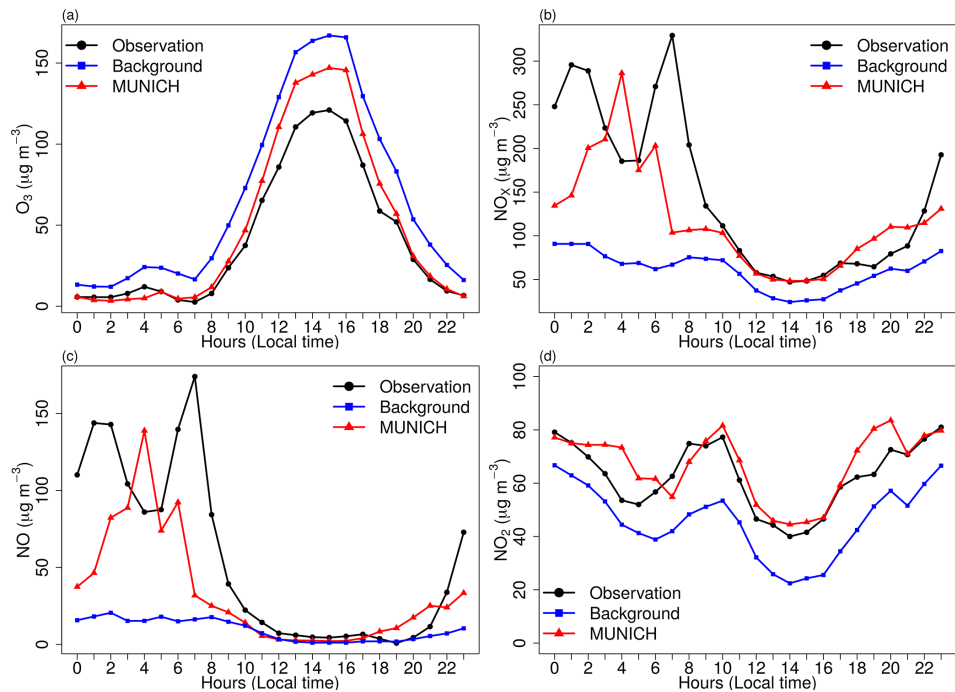 (a)
Observation
Background
MUNICH
O₃ (µg m⁻³)
0 50 100 150
0 2 4 6 8 10 12 14 16 18 20 22
Hours (Local time)
(b)
Observation
Background
MUNICH
NOₓ (µg m⁻³)
50 100 150 200 250 300
0 2 4 6 8 10 12 14 16 18 20 22
Hours (Local time)
(c)
Observation
Background
MUNICH
NO (µg m⁻³)
0 50 100 150
0 2 4 6 8 10 12 14 16 18 20 22
Hours (Local time)
(d)
Observation
Background
MUNICH
NO₂ (µg m⁻³)
0 20 40 60 80 100
0 2 4 6 8 10 12 14 16 18 20 22
Hours (Local time)